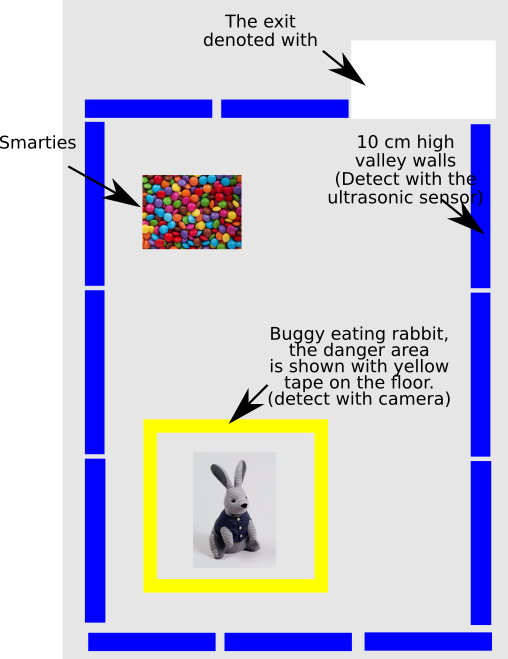 The exit
denoted with
Smarties
10 cm high
valley walls
(Detect with the
ultrasonic sensor)
Buggy eating rabbit,
the danger area
is shown with yellow
tape on the floor.
(detect with camera)